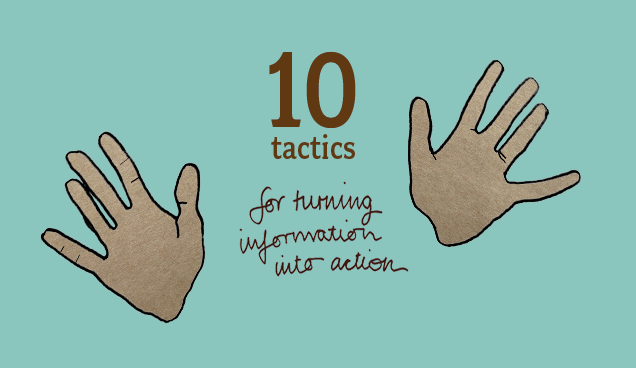 10
tactics
for turning
information
into action